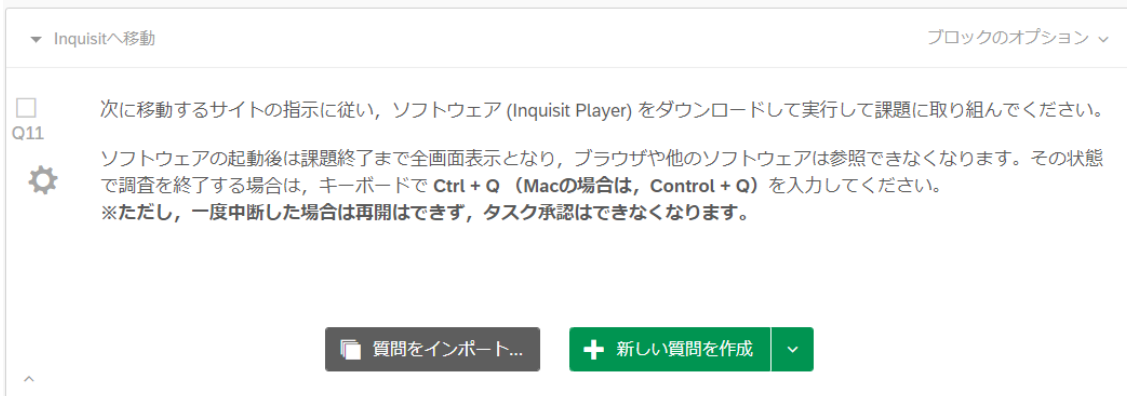 Inquisitへ移動
ブロックのオプション
Q11
次に移動するサイトの指示に従い，ソフトウェア (Inquisit Player) をダウンロードして実行して課題に取り組んでください。
ソフトウェアの起動後は課題終了まで全画面表示となり，ブラウザや他のソフトウェアは参照できなくなります。その状態
で調査を終了する場合は，キーボードで Ctrl + Q （Macの場合は，Control + Q）を入力してください。
※ただし，一度中断した場合は再開はできず，タスク承認はできなくなります。
質問をインポート...
新しい質問を作成